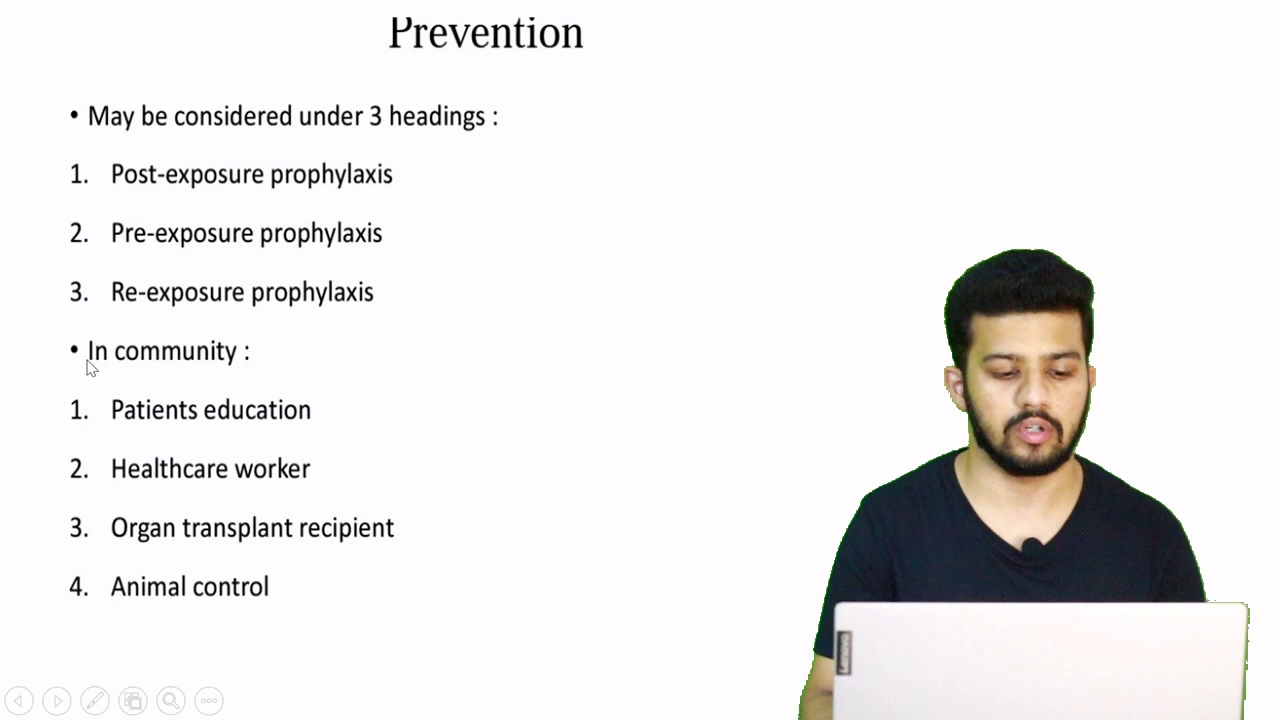 Prevention
• May be considered under 3 headings :
1. Post-exposure prophylaxis
2. Pre-exposure prophylaxis
3. Re-exposure prophylaxis
• In community :
1. Patients education
2. Healthcare worker
3. Organ transplant recipient
4. Animal control
Lenovo